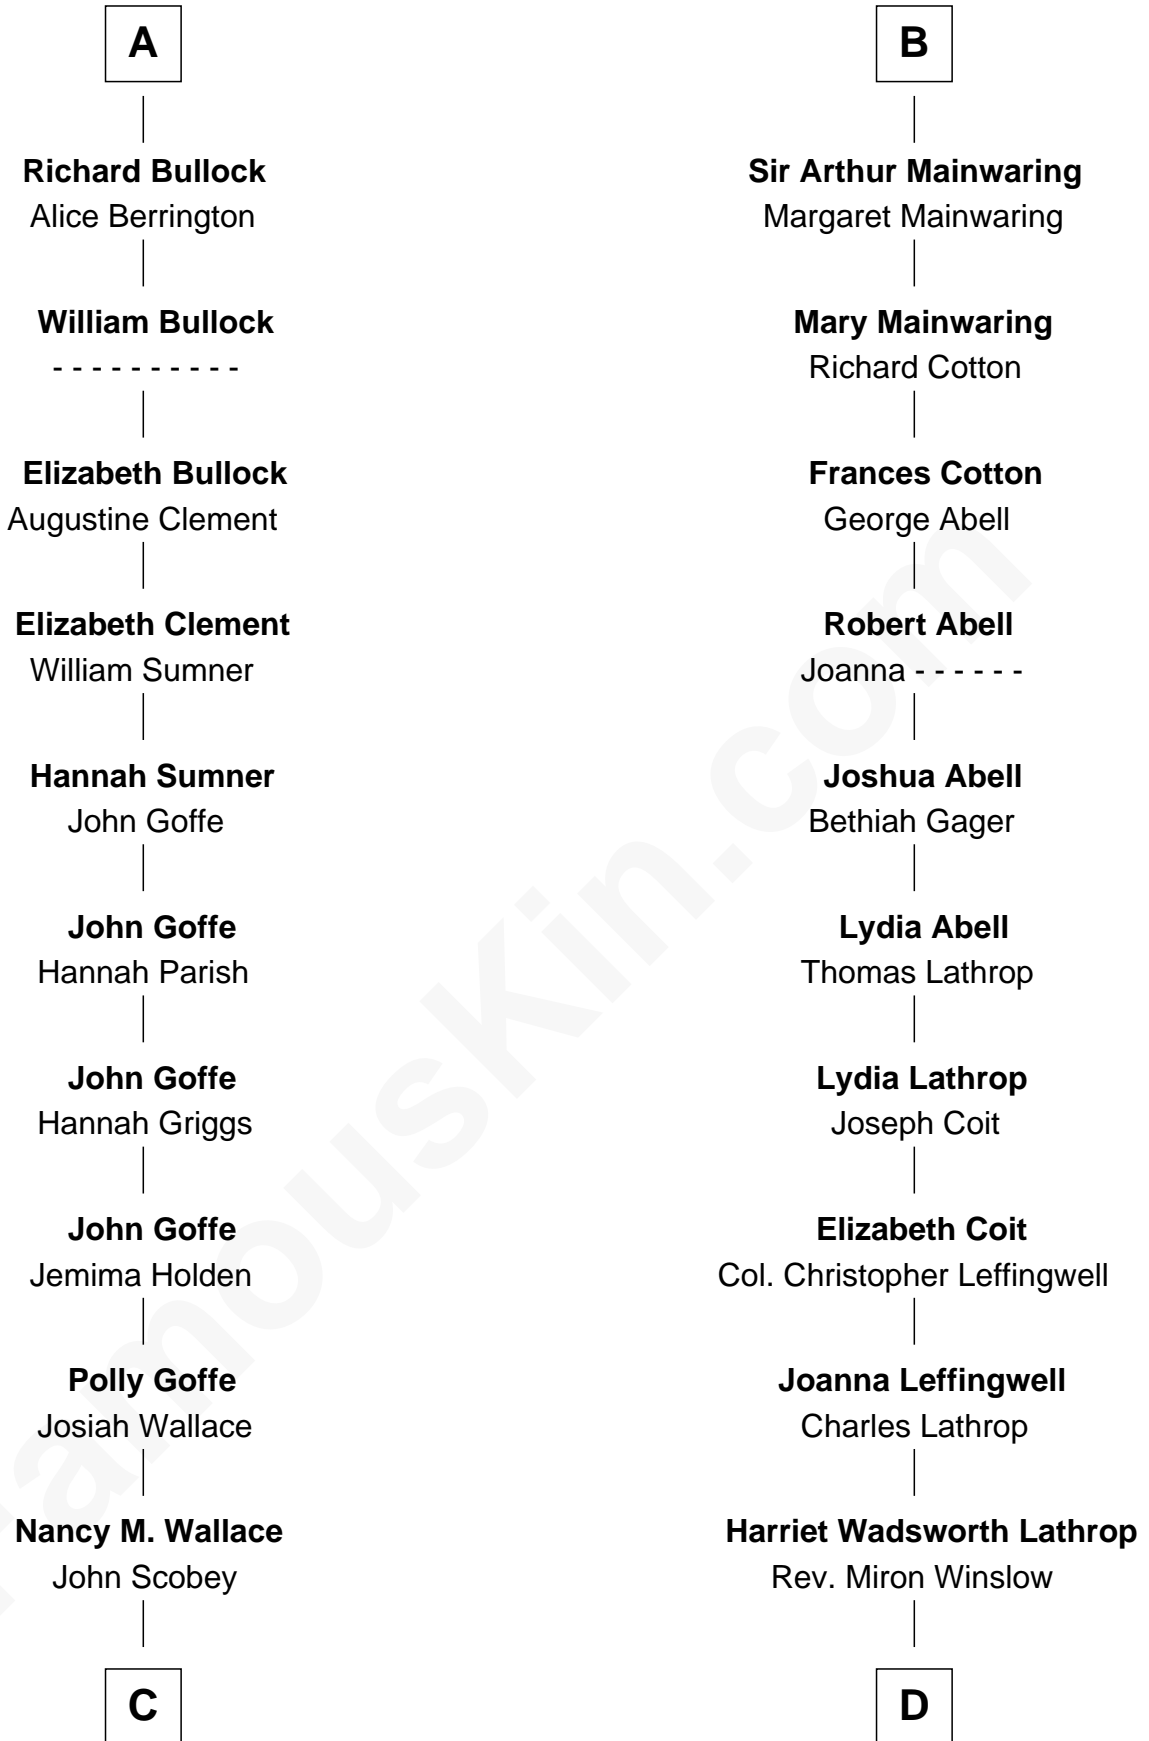 A
Richard Bullock
Alice Berrington
William Bullock
- - - - - - - - - -
Elizabeth Bullock
Augustine Clement
Elizabeth Clement
William Sumner
Hannah Sumner
John Goffe
John Goffe
Hannah Parish
John Goffe
Hannah Griggs
John Goffe
Jemima Holden
Polly Goffe
Josiah Wallace
Nancy M. Wallace
John Scobey
C
B
Sir Arthur Mainwaring
Margaret Mainwaring
Mary Mainwaring
Richard Cotton
Frances Cotton
George Abell
Robert Abell
Joanna - - - - - -
Joshua Abell
Bethiah Gager
Lydia Abell
Thomas Lathrop
Lydia Lathrop
Joseph Coit
Elizabeth Coit
Col. Christopher Leffingwell
Joanna Leffingwell
Charles Lathrop
Harriet Wadsworth Lathrop
Rev. Miron Winslow
D
FamousKin.com